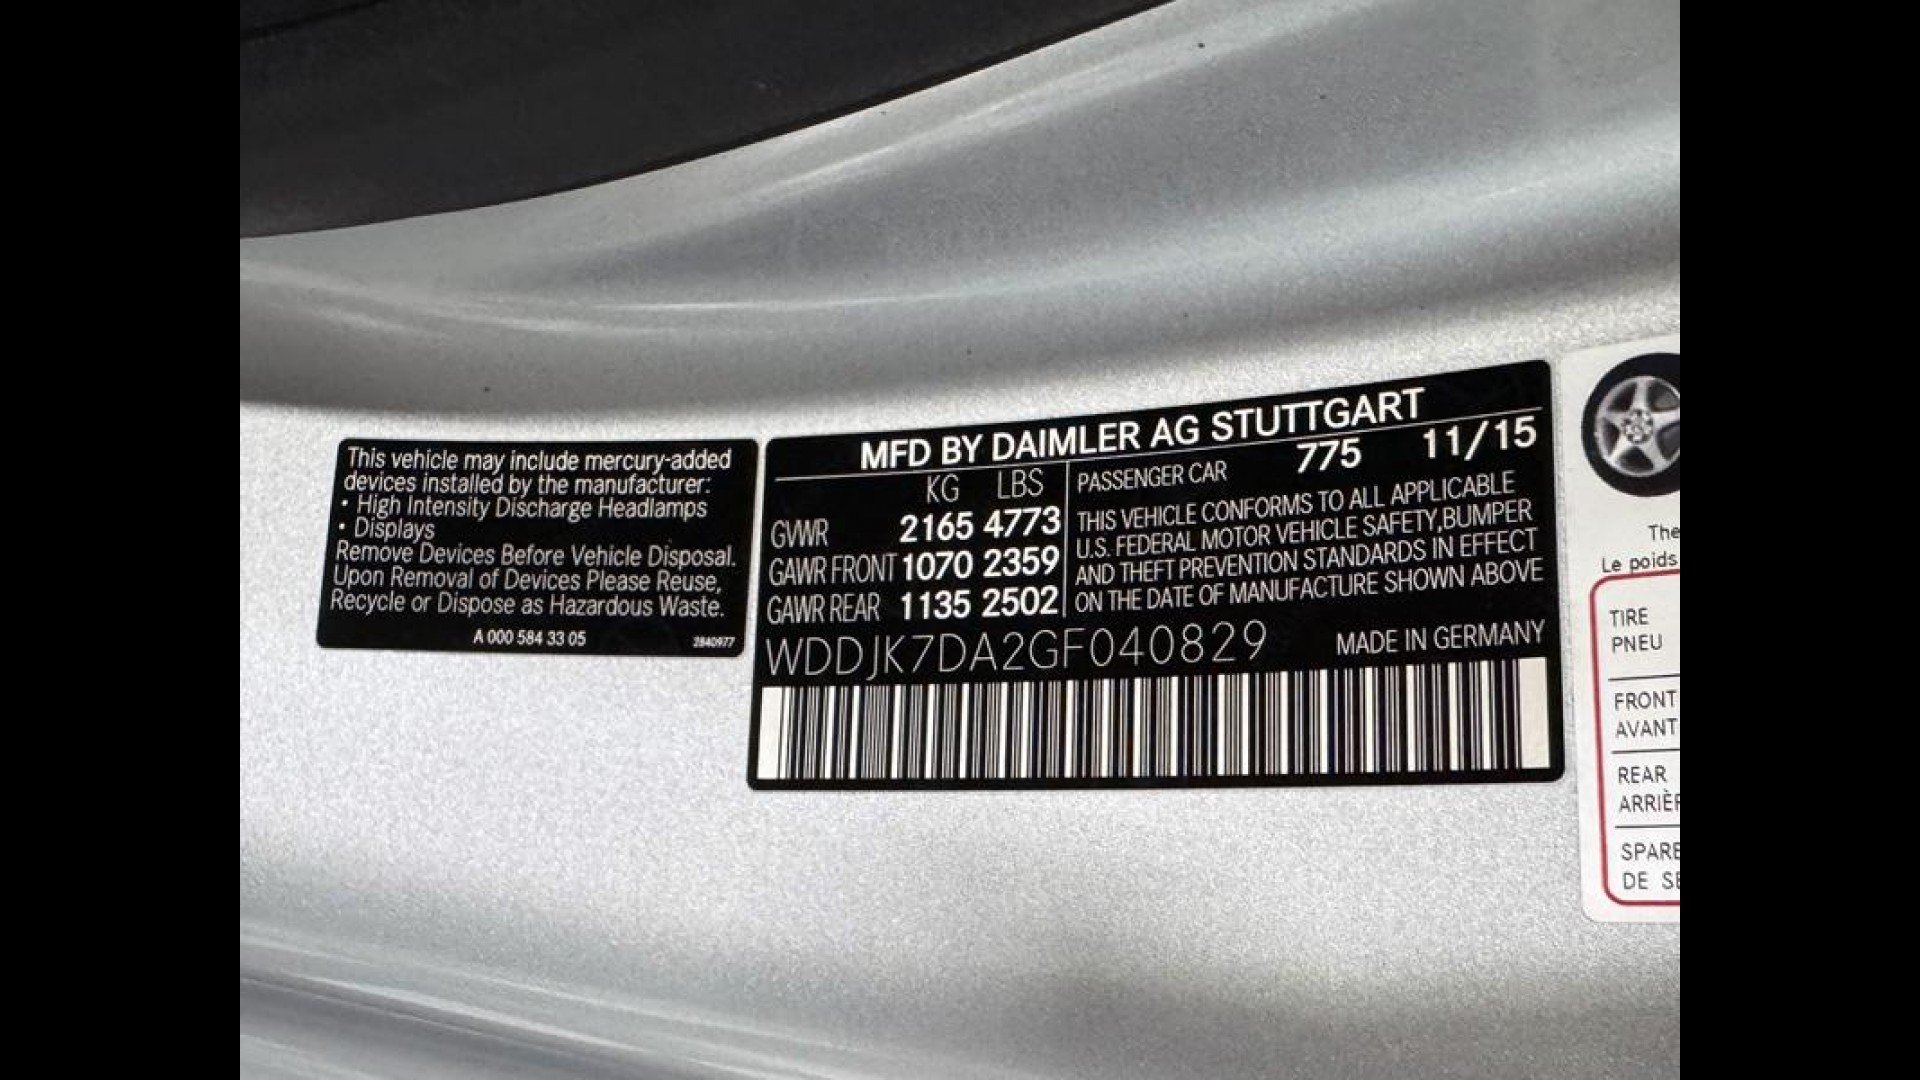 This vehicle may include mercury-added
devices installed by the manufacturer:
• High Intensity Discharge Headlamps
• Displays
Remove Devices Before Vehicle Disposal.
Upon Removal of Devices Please Reuse,
Recycle or Dispose as Hazardous Waste.
A 000 584 33 05 2840977
MFD BY DAIMLER AG STUTTGART
KG LBS
GVWR 2165 4773
GAWR FRONT 1070 2359
GAWR REAR 1135 2502
PASSENGER CAR 775 11/15
THIS VEHICLE CONFORMS TO ALL APPLICABLE
U.S. FEDERAL MOTOR VEHICLE SAFETY,BUMPER
AND THEFT PREVENTION STANDARDS IN EFFECT
ON THE DATE OF MANUFACTURE SHOWN ABOVE
WDDJK7DA2GF040829 MADE IN GERMANY
The
Le poids
TIRE
PNEU
FRONT
AVANT
REAR
ARRIÈR
SPARE
DE SE